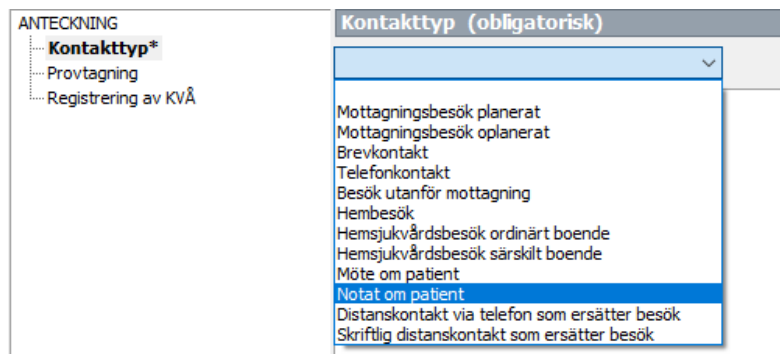 ANTECKNING
Kontakttyp*
Provtagning
Registrering av KVÅ
Kontakttyp (obligatorisk)
Mottagningsbesök planerat
Mottagningsbesök oplanerat
Brevkontakt
Telefonkontakt
Besök utanför mottagning
Hembesök
Hemsjukvårdsbesök ordinärt boende
Hemsjukvårdsbesök särskilt boende
Möte om patient
Notat om patient
Distanskontakt via telefon som ersätter besök
Skriftlig distanskontakt som ersätter besök